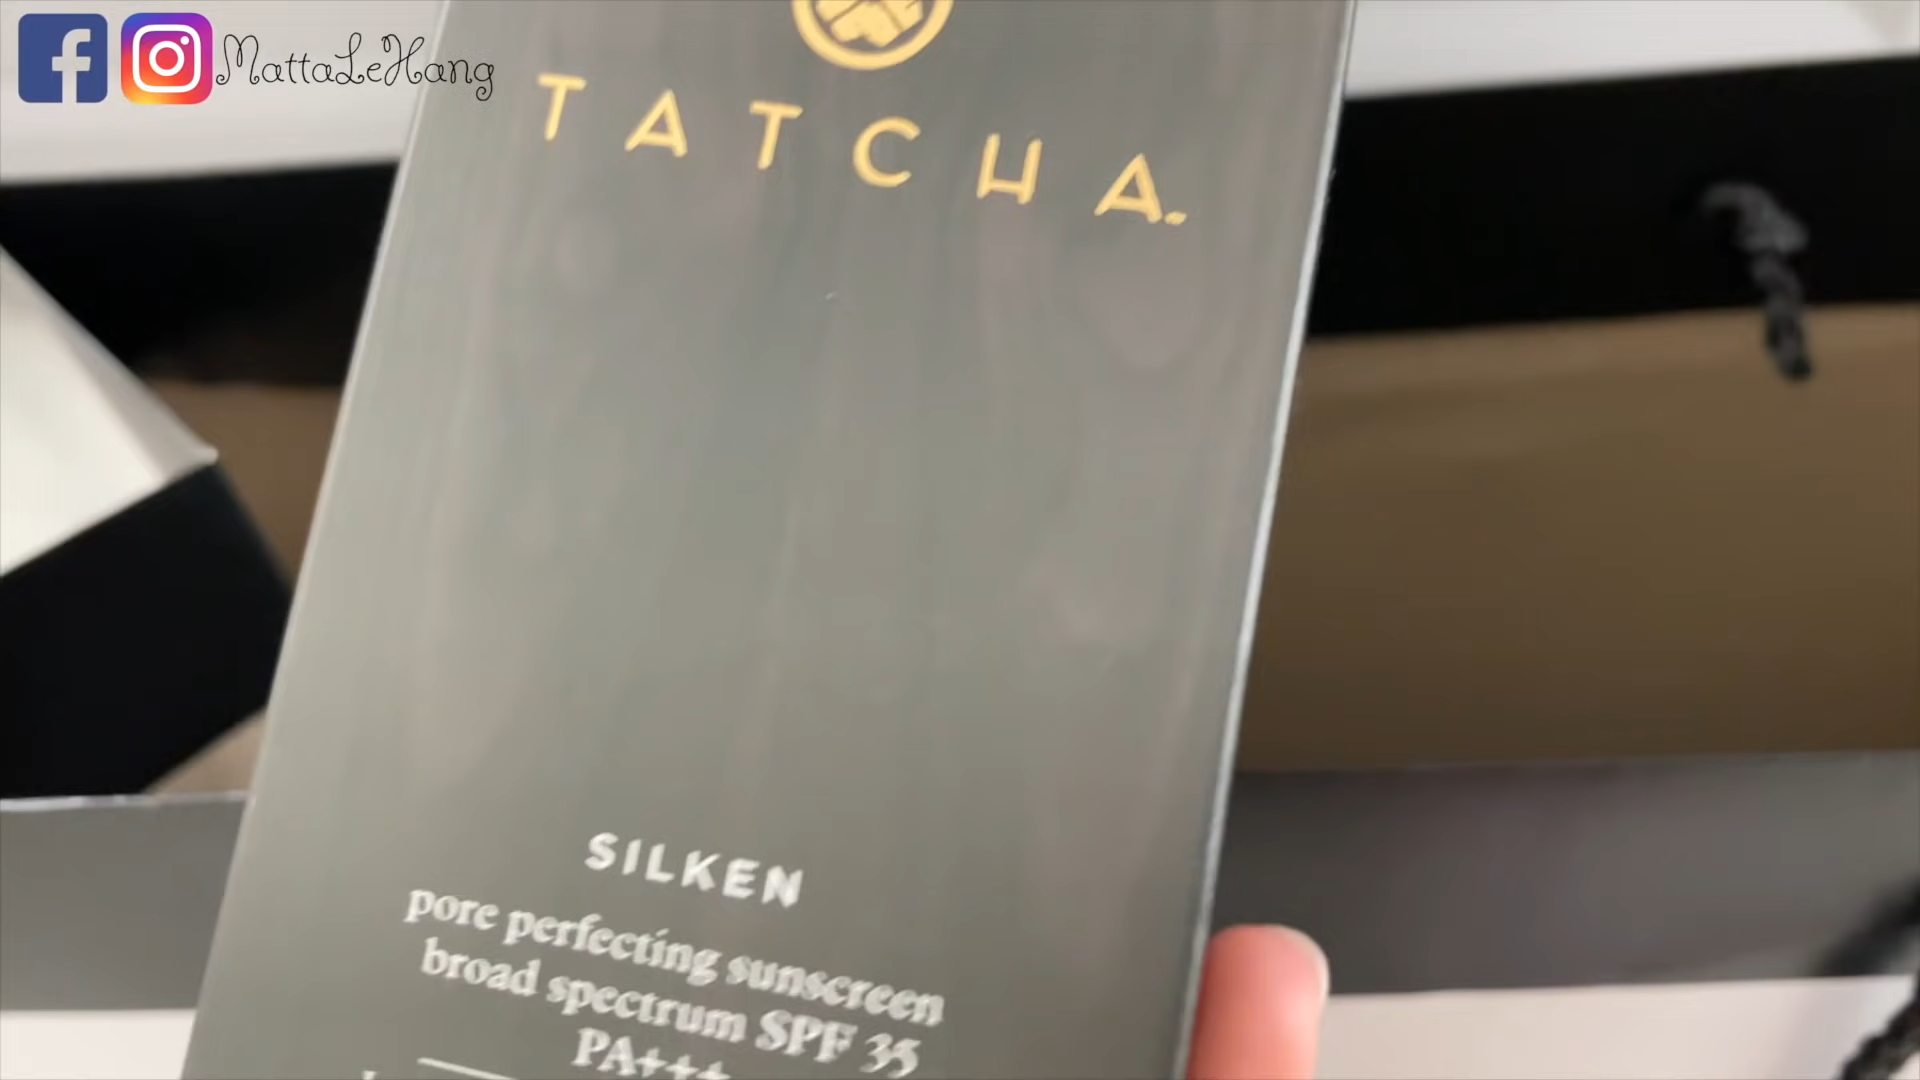 MattaLeHang
TATCHA
SILKEN
pore perfecting sunscreen
broad spectrum SPF 35
PA+++